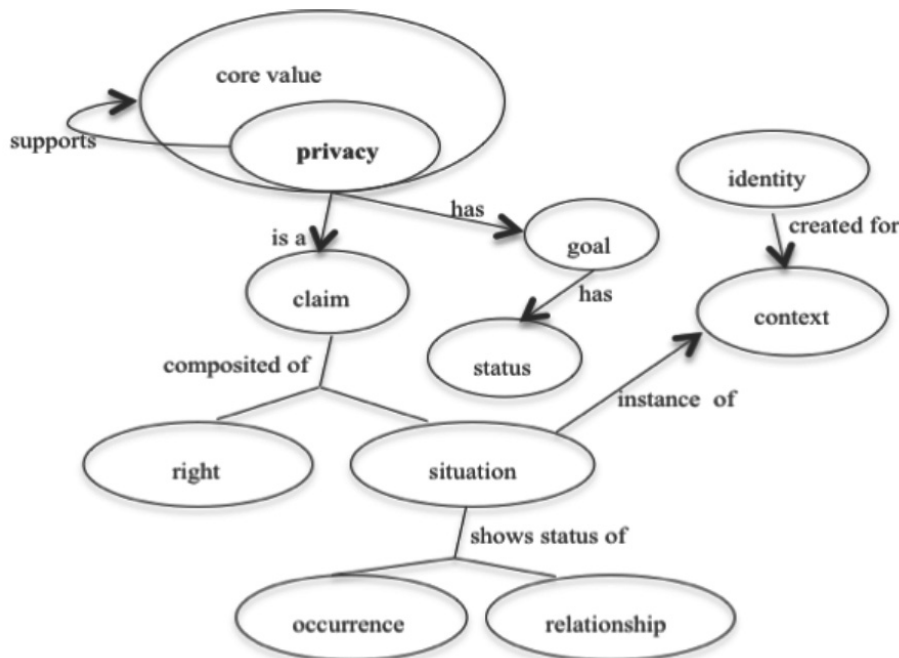 core value
supports
privacy
identity
has
created for
is a
goal
claim
has
context
composited of
status
instance of
right
situation
shows status of
occurrence
relationship